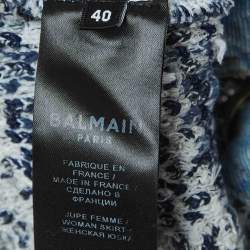 40
BALMAIN
PARIS
FABRIQUE EN
FRANCE /
MADE IN
FRANCE /
СДЕЛАНО В
ФРАНЦИИ
JUPE FEMME /
WOMAN SKIRT -
ЖЕНСКАЯ ЮБКА